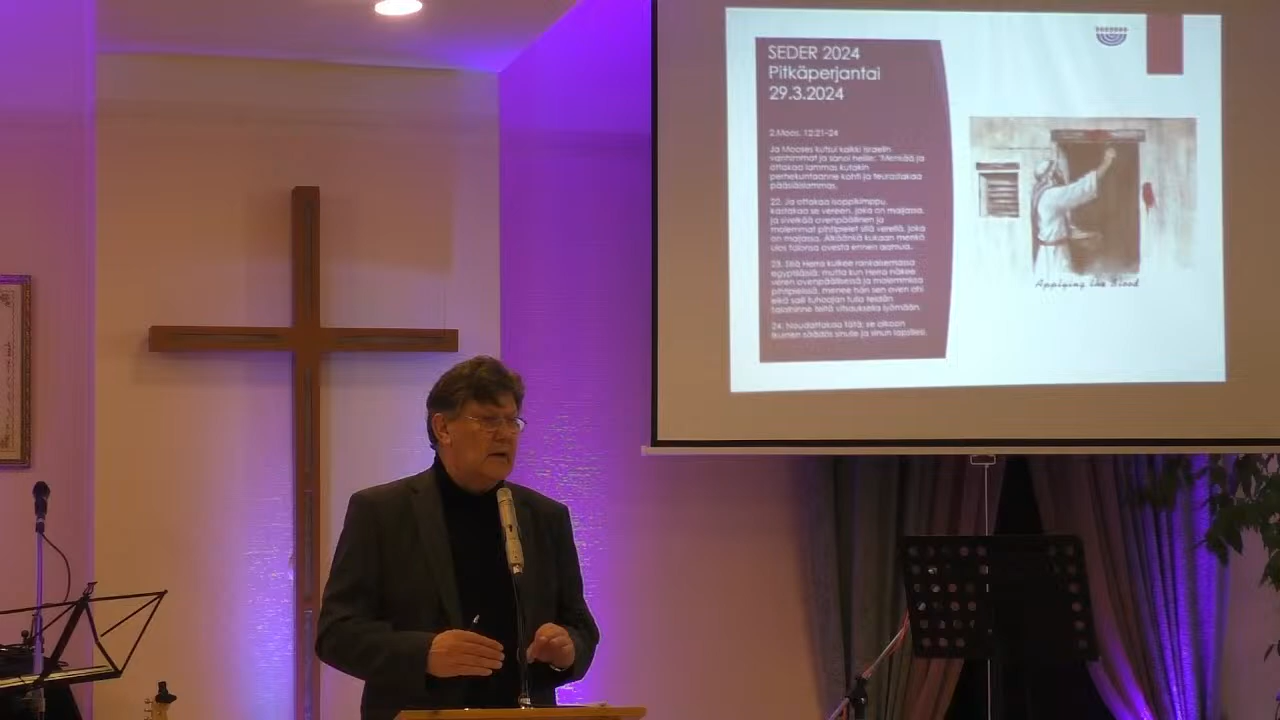 SEDER 2024
Pitkäperjantai
29.3.2024
2.Moos. 12:21-24
Ja Mooses kutsui kaikki Israelin
vanhimmat ja sanoi heille: "Menkää ja
ottakaa lammas kutakin
perhekuntaanne kohti ja teurastakaa
pääsiäislammas.
22. Ja ottakaa isoppikimppu,
kastakaa se vereen, joka on maljassa,
ja sivelkää ovenpäällinen ja
molemmat pihtipielet sillä verellä, joka
on maljassa. Älköönkä kukaan menkö
ulos talonsa ovesta ennen aamua.
23. Sillä Herra kulkee rankaisemassa
egyptiläisiä; mutta kun Herra näkee
veren ovenpäällisessä ja molemmissa
pihtipielissä, menee hän sen oven ohi
eikä salli tuhoojan tulla teidän
taloihinne teitä vitsauksella lyömään.
24. Noudattakaa tätä; se olkoon
ikuinen säädös sinulle ja sinun lapsillesi.
Applying the Blood